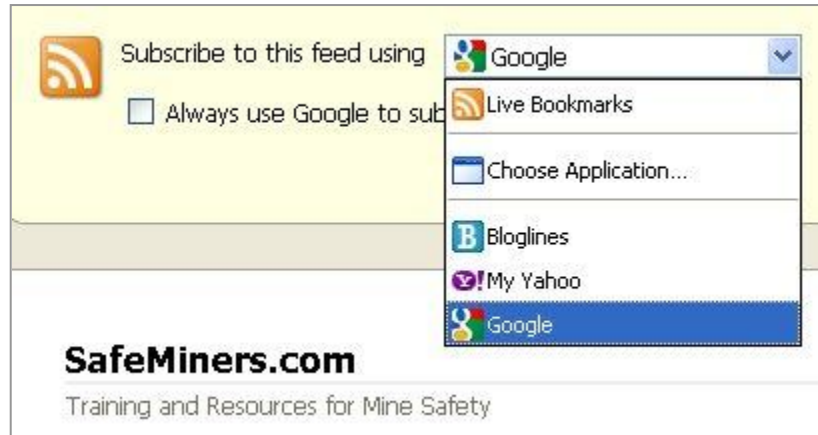 Subscribe to this feed using Google
Always use Google to sub
Live Bookmarks
Choose Application...
Bloglines
My Yahoo
Google
SafeMiners.com
Training and Resources for Mine Safety